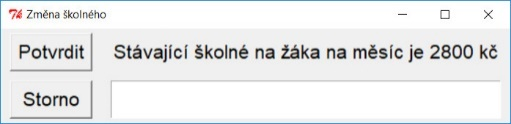 Změna školného
Potvrdit Stávající školné na žáka na měsíc je 2800 kč
Storno